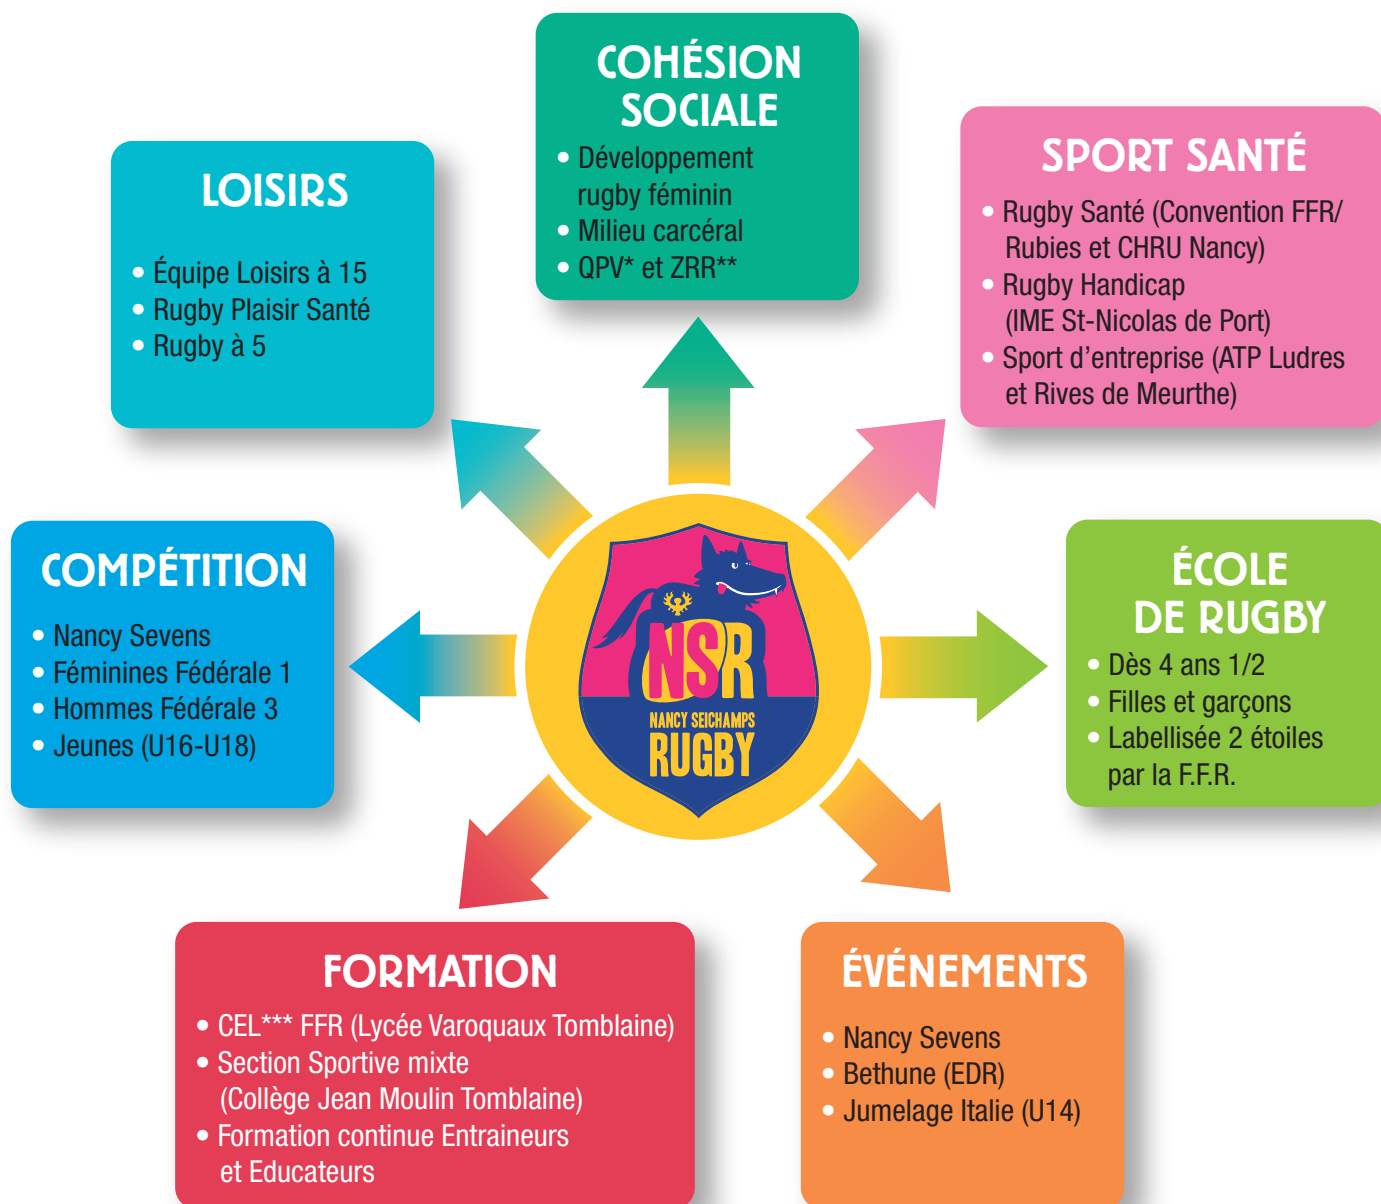 COHÉSION
SOCIALE
• Développement
rugby féminin
• Milieu carcéral
• QPV* et ZRR**
SPORT SANTÉ
• Rugby Santé (Convention FFR/
Rubies et CHRU Nancy)
• Rugby Handicap
(IME St-Nicolas de Port)
• Sport d’entreprise (ATP Ludres
et Rives de Meurthe)
LOISIRS
• Équipe Loisirs à 15
• Rugby Plaisir Santé
• Rugby à 5
COMPÉTITION
• Nancy Sevens
• Féminines Fédérale 1
• Hommes Fédérale 3
• Jeunes (U16-U18)
NSR
NANCY SEICHAMPS
RUGBY
ÉCOLE
DE RUGBY
• Dès 4 ans 1/2
• Filles et garçons
• Labellisée 2 étoiles
par la F.F.R.
FORMATION
• CEL*** FFR (Lycée Varoquaux Tomblaine)
• Section Sportive mixte
(Collège Jean Moulin Tomblaine)
• Formation continue Entraineurs
et Educateurs
ÉVÉNEMENTS
• Nancy Sevens
• Bethune (EDR)
• Jumelage Italie (U14)